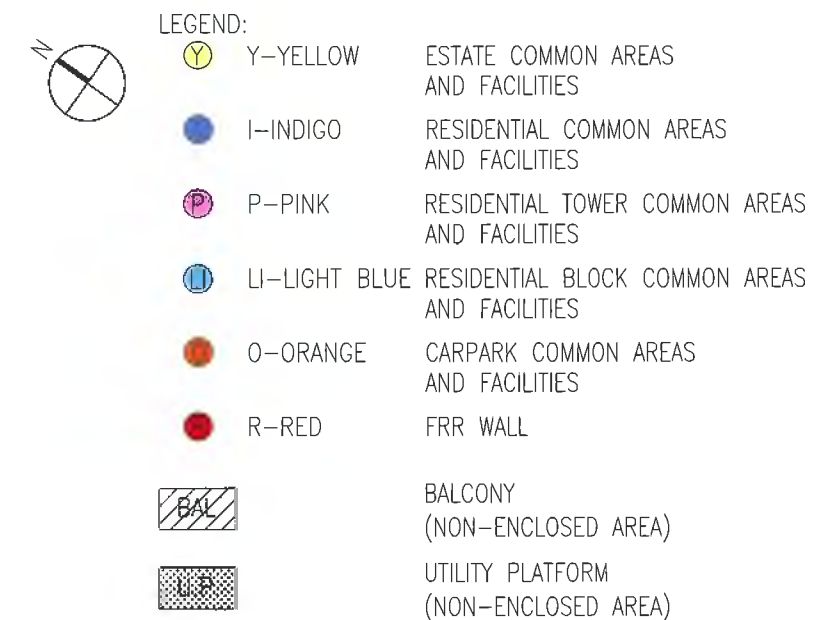 LEGEND:
N
Y Y-YELLOW ESTATE COMMON AREAS
AND FACILITIES
I-INDIGO RESIDENTIAL COMMON AREAS
AND FACILITIES
P P-PINK RESIDENTIAL TOWER COMMON AREAS
AND FACILITIES
LI LI-LIGHT BLUE RESIDENTIAL BLOCK COMMON AREAS
AND FACILITIES
O-ORANGE CARPARK COMMON AREAS
AND FACILITIES
R-RED FRR WALL
BAL BALCONY
(NON-ENCLOSED AREA)
U.P. UTILITY PLATFORM
(NON-ENCLOSED AREA)